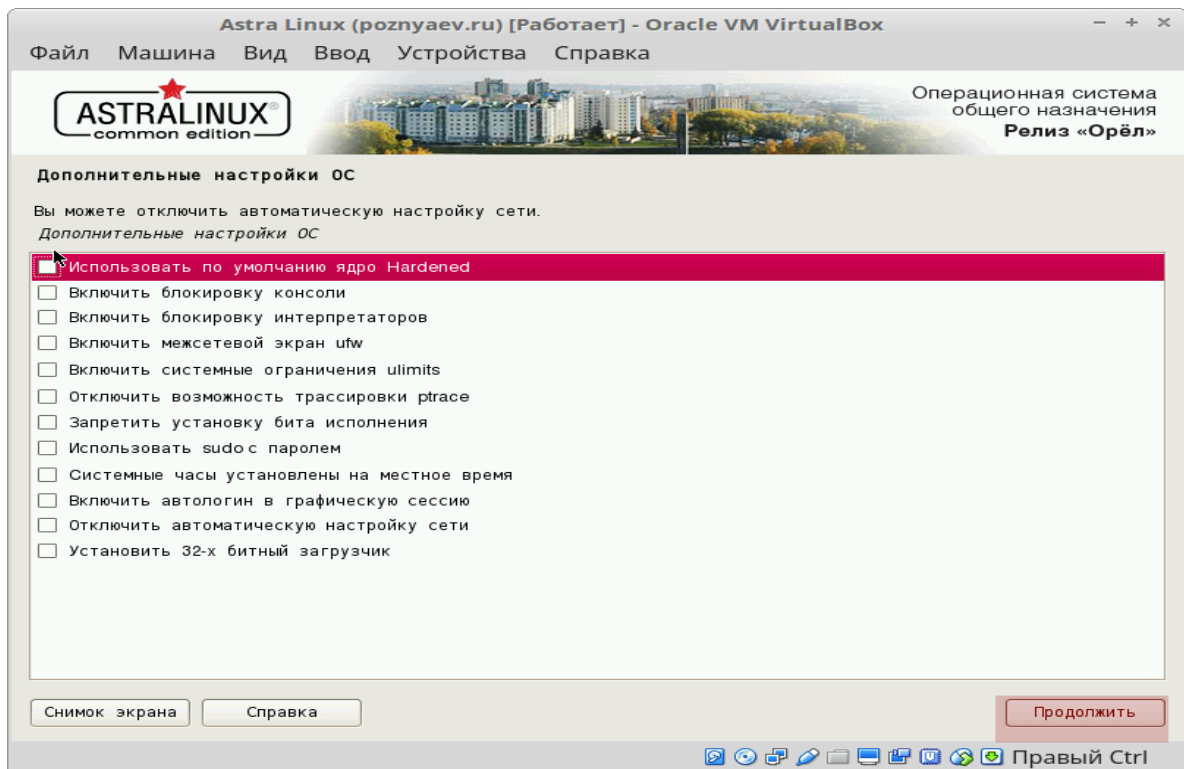 Astra Linux (poznyaev.ru) [Работает] - Oracle VM VirtualBox
Файл Машина Вид Ввод Устройства Справка
ASTRALINUX®
common edition
Операционная система
общего назначения
Релиз «Орёл»
Дополнительные настройки ОС
Вы можете отключить автоматическую настройку сети.
Дополнительные настройки ОС
Использовать по умолчанию ядро Hardened
Включить блокировку консоли
Включить блокировку интерпретаторов
Включить межсетевой экран ufw
Включить системные ограничения ulimits
Отключить возможность трассировки ptrace
Запретить установку бита исполнения
Использовать sudo с паролем
Системные часы установлены на местное время
Включить автологин в графическую сессию
Отключить автоматическую настройку сети
Установить 32-х битный загрузчик
Снимок экрана Справка Продолжить
Правый Ctrl